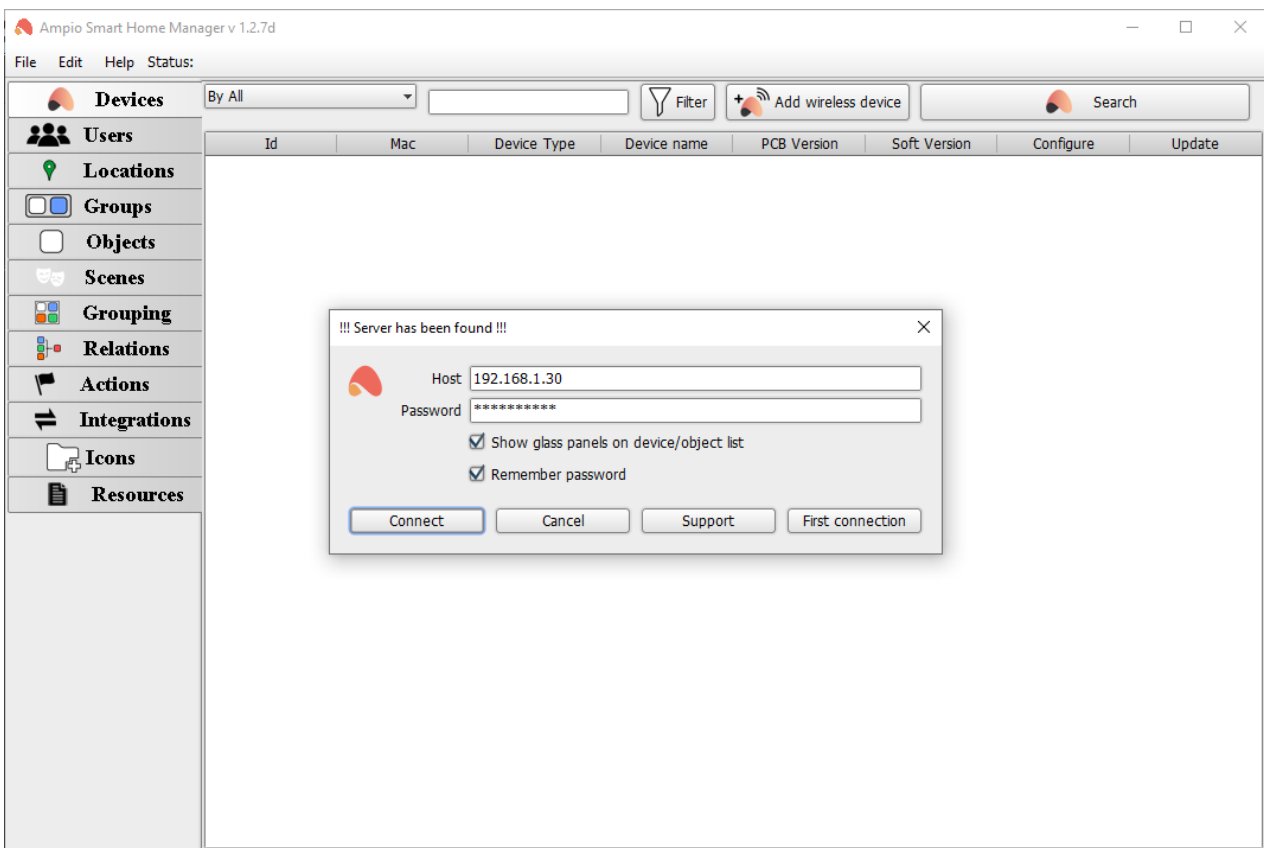 Ampio Smart Home Manager v 1.2.7d
File Edit Help Status:
Devices
Users
Locations
Groups
Objects
Scenes
Grouping
Relations
Actions
Integrations
Icons
Resources
By All Filter Add wireless device Search
Id Mac Device Type Device name PCB Version Soft Version Configure Update
!!! Server has been found !!!
Host 192.168.1.30
Password **********
Show glass panels on device/object list
Remember password
Connect Cancel Support First connection